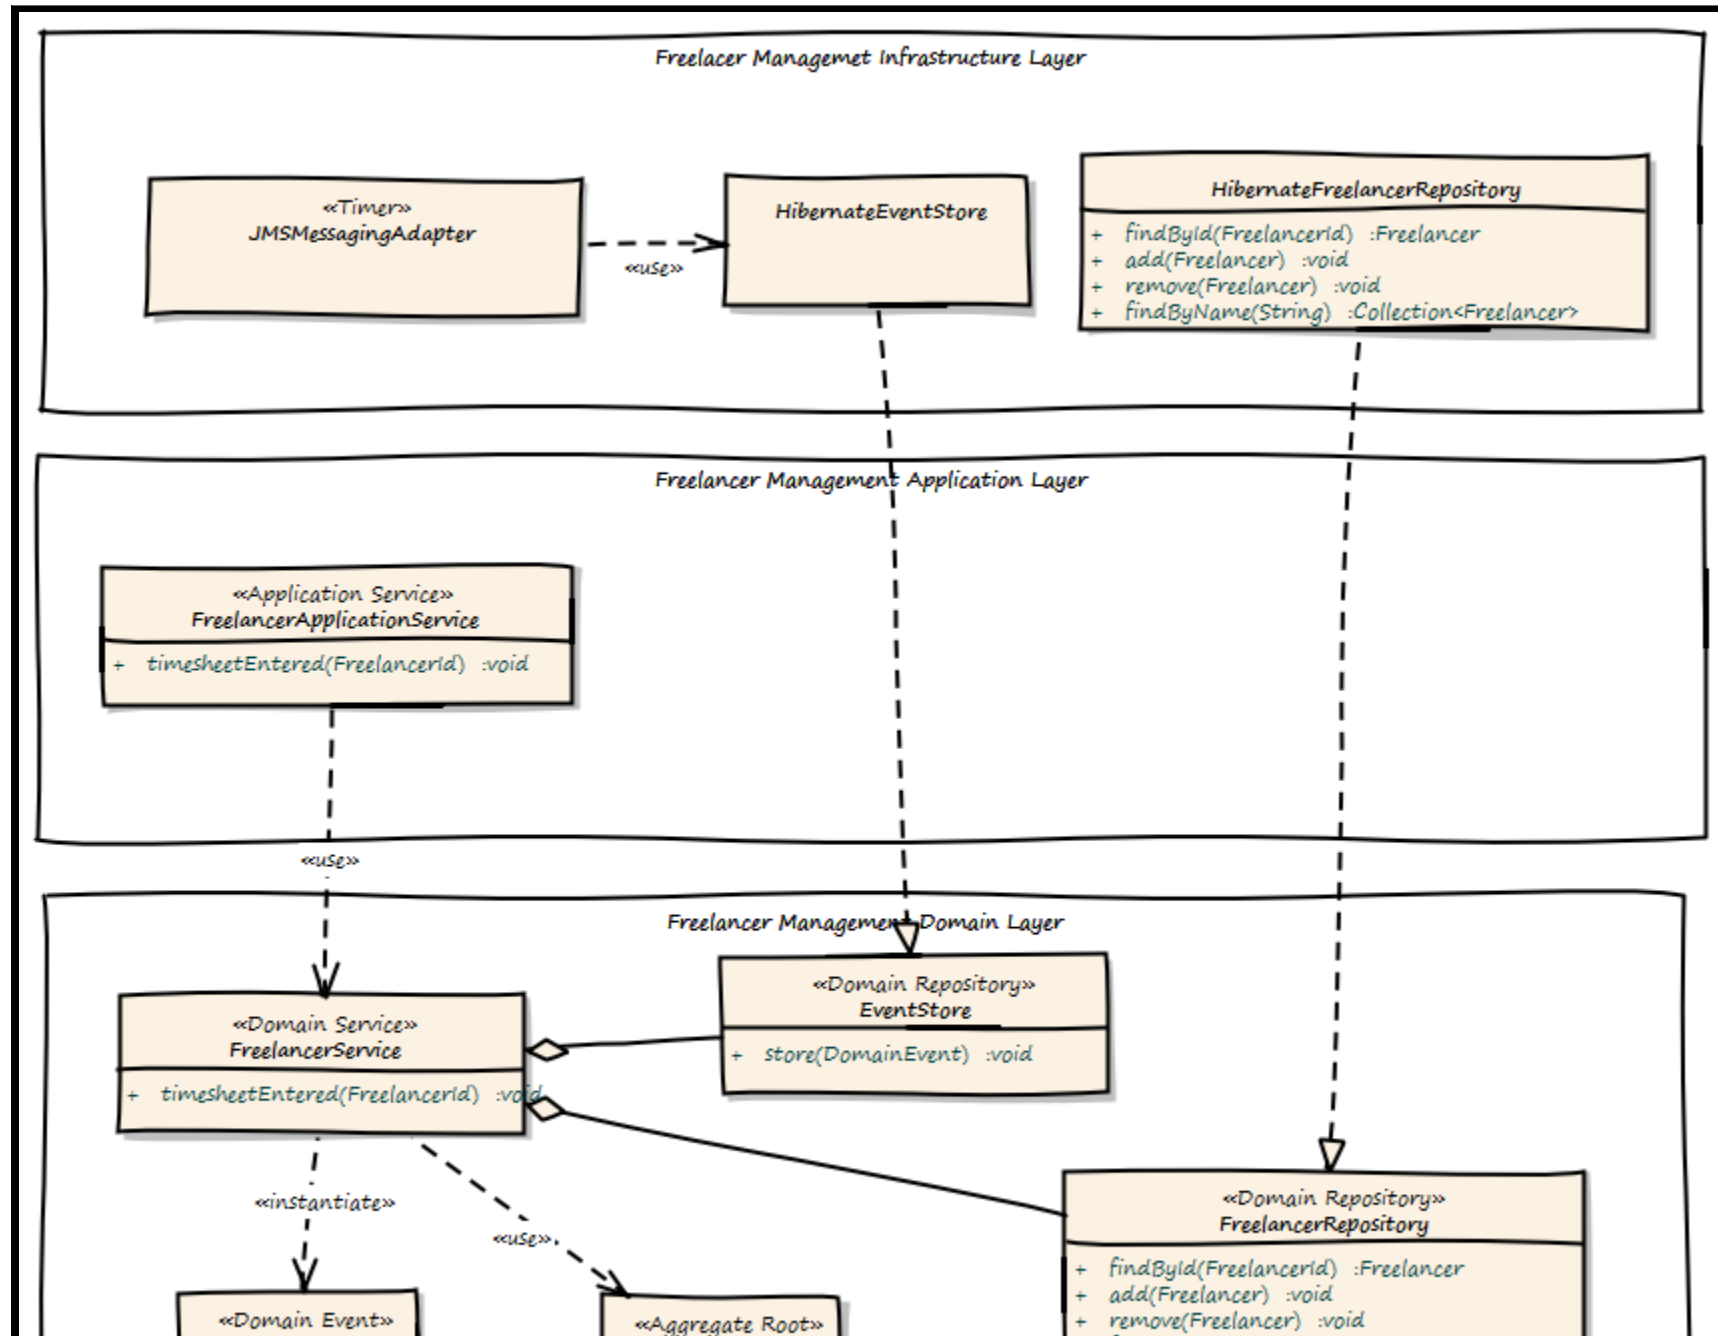 Freelacer Managemet Infrastructure Layer
«Timer»
JMSMessagingAdapter
«use»
HibernateEventStore
HibernateFreelancerRepository
+ findById(FreelancerId) :Freelancer
+ add(Freelancer) :void
+ remove(Freelancer) :void
+ findByName(String) :Collection<Freelancer>
Freelancer Management Application Layer
«Application Service»
FreelancerApplicationService
+ timesheetEntered(FreelancerId) :void
«use»
Freelancer Management Domain Layer
«Domain Service»
FreelancerService
+ timesheetEntered(FreelancerId) :void
«Domain Repository»
EventStore
+ store(DomainEvent) :void
«instantiate»
«use»
«Domain Repository»
FreelancerRepository
+ findById(FreelancerId) :Freelancer
+ add(Freelancer) :void
+ remove(Freelancer) :void
«Domain Event»
«Aggregate Root»